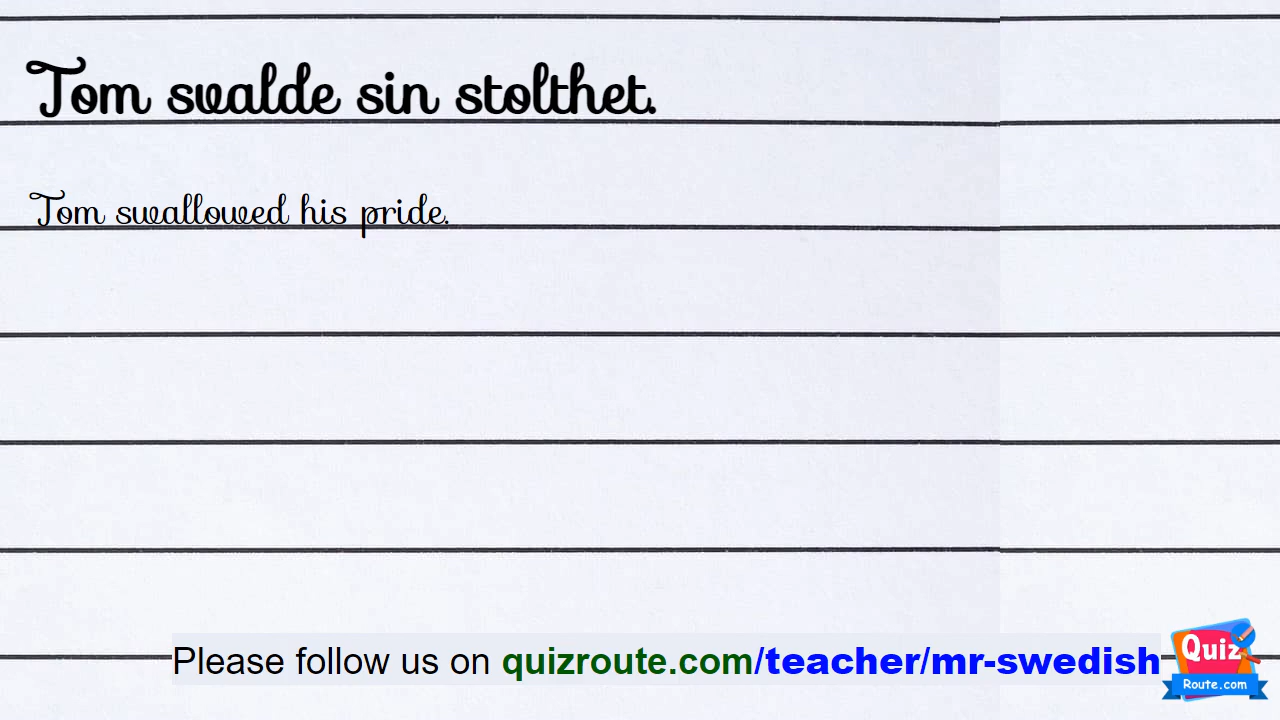 Tom svalde sin stolthet.
Tom swallowed his pride.
Please follow us on quizroute.com/teacher/mr-swedish
Quiz
Route.com